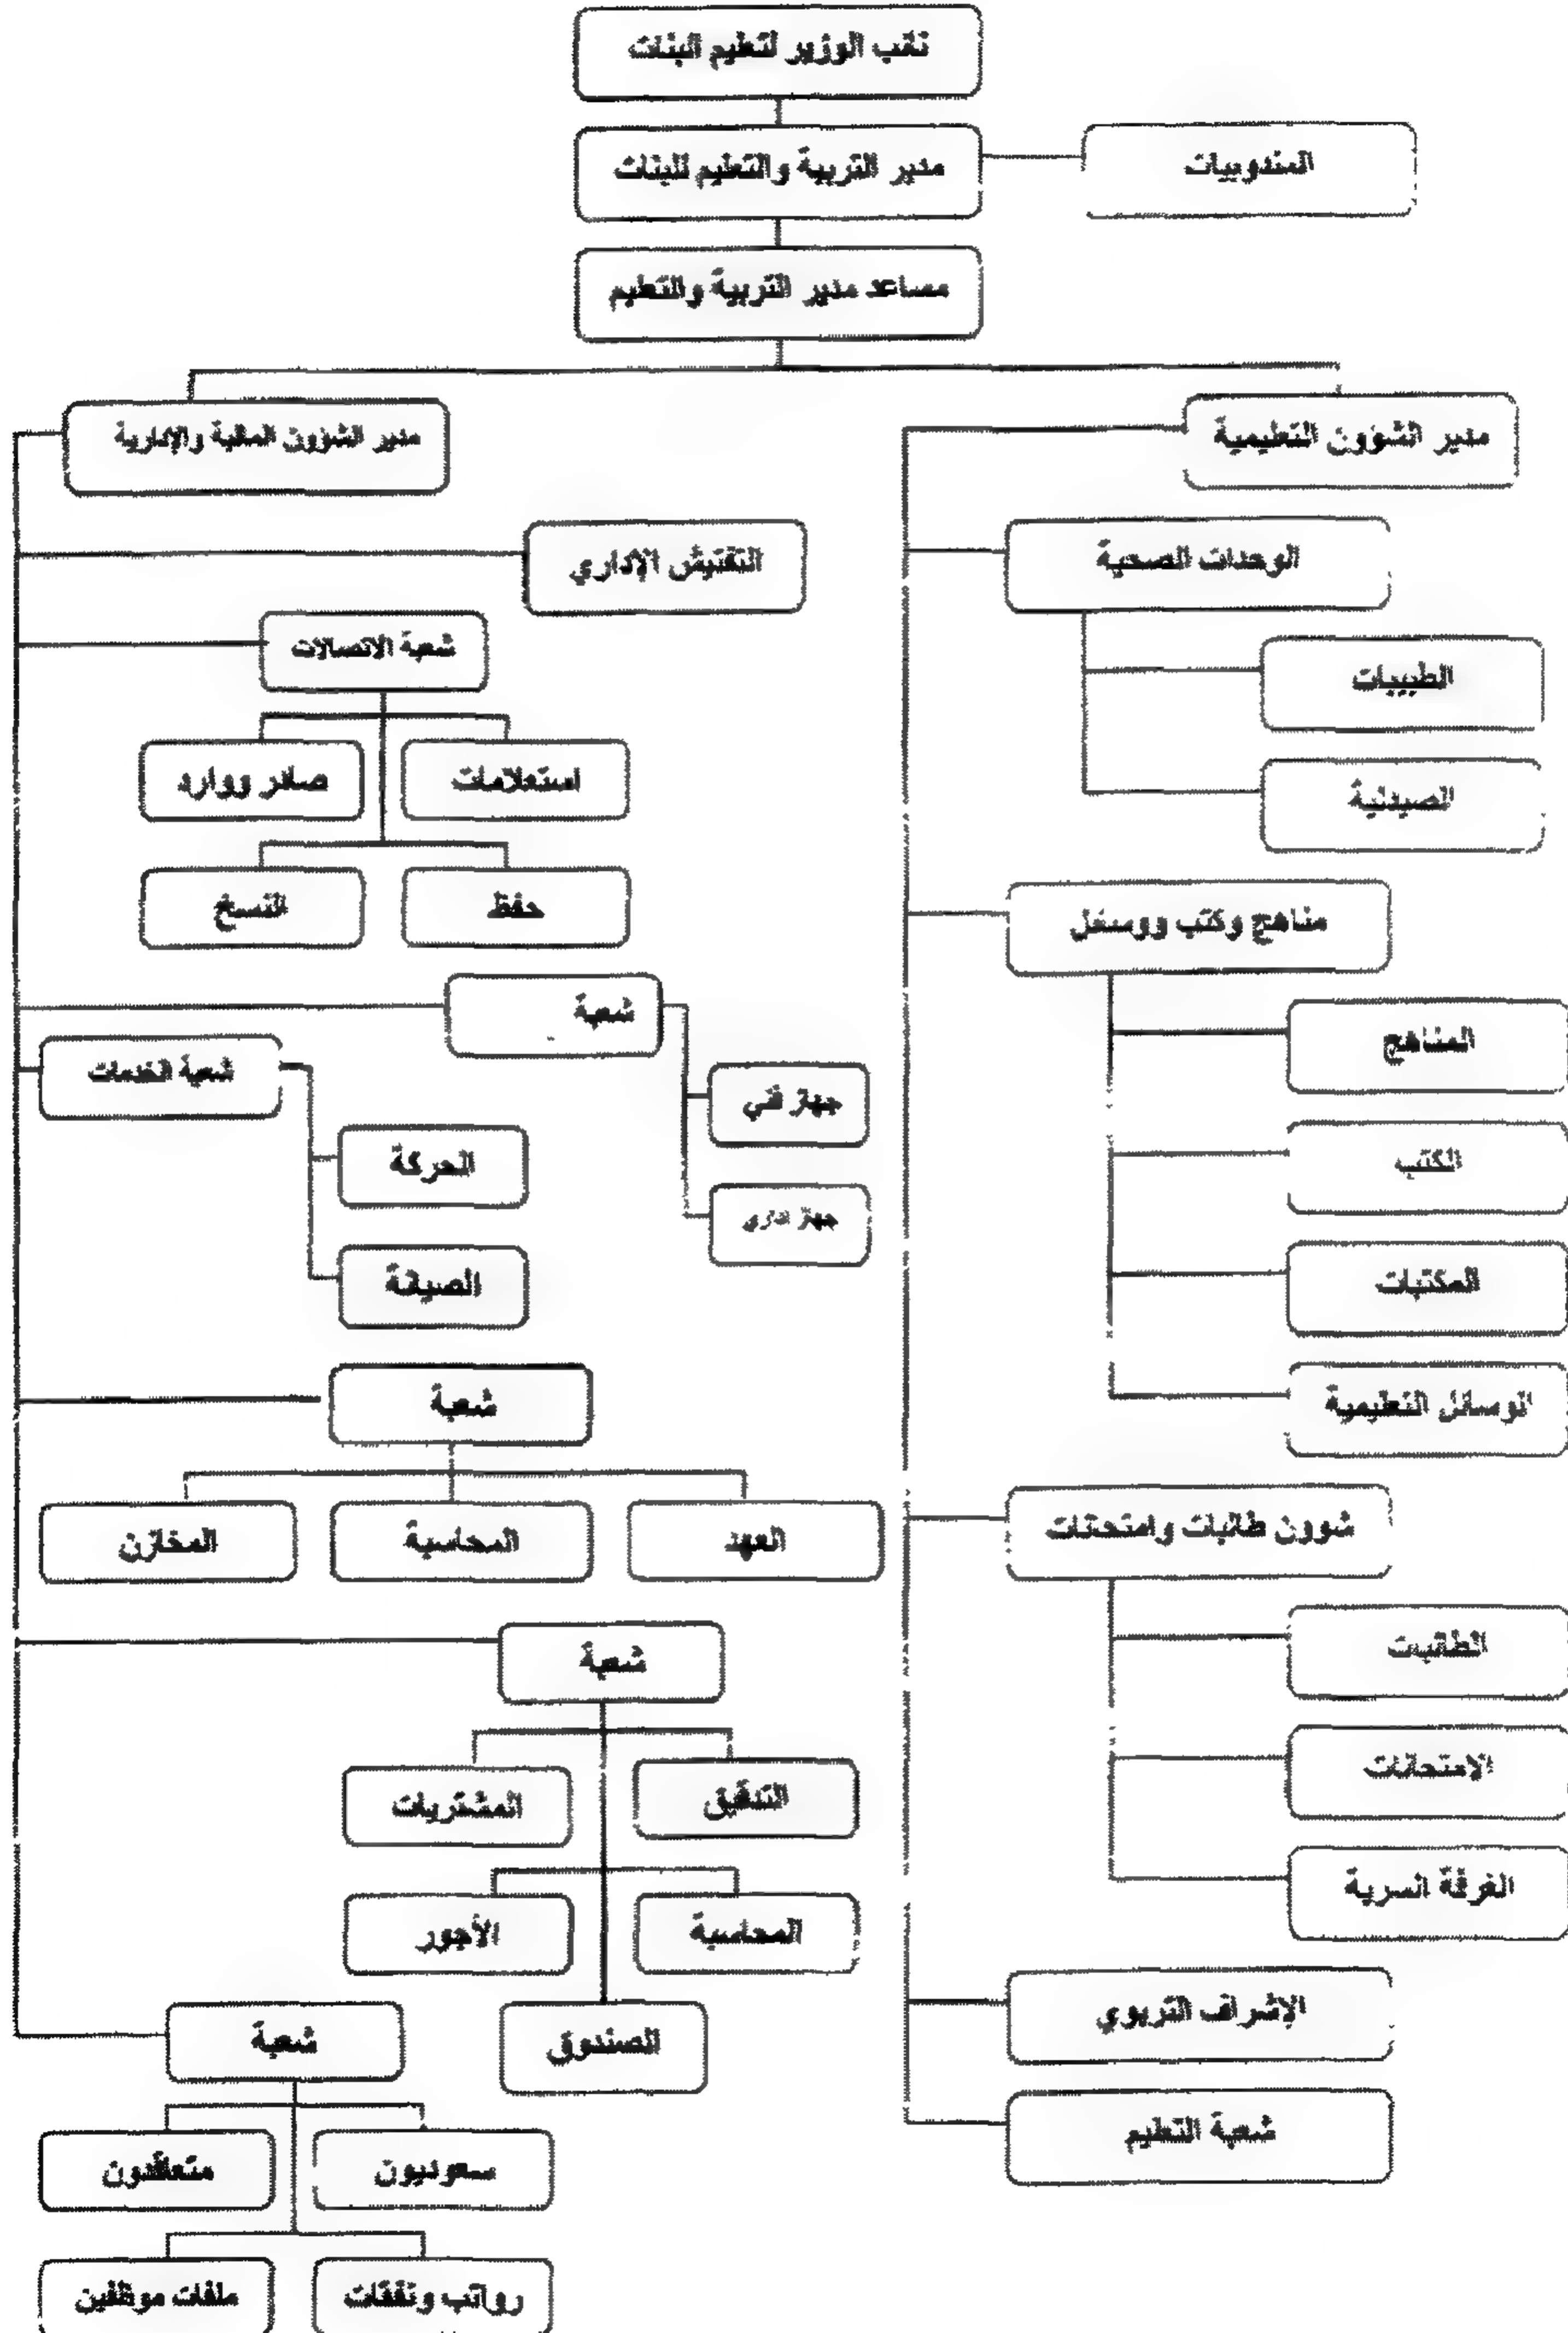 نائب الوزير لتعليم البنات
مدير التربية والتعليم للبنات
المندوبيات
مساعد مدير التربية والتعليم
مدير الشؤون التعليمية
الوحدات الصحية
الطبيبات
الصيدلية
مناهج وكتب ووسائل
المناهج
الكتب
المكتبات
الوسائل التعليمية
شوون طالبات وامتحانات
الطالبات
الامتحانات
الغرفة السرية
الإشراف التربوي
شعبة التعليم
مدير الشؤون المالية والإدارية
التفتيش الإداري
شعبة الاتصالات
استعلامات
صادر ووارد
حفظ
النسخ
شعبة
جهاز فني
جهاز اداري
شعبة الخدمات
الحركة
الصيانة
شعبة
العهد
المحاسبة
المخازن
شعبة
التدقيق
المشتريات
المحاسبة
الأجور
الصندوق
شعبة
سعوديون
متعاقدون
رواتب ونفقات
ملفات موظفين